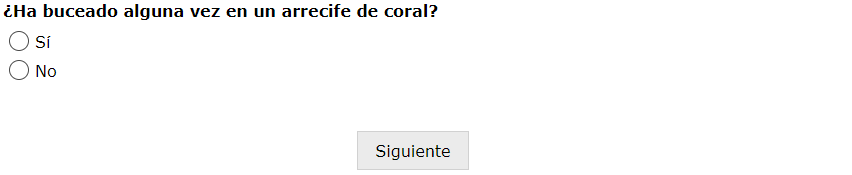 ¿Ha buceado alguna vez en un arrecife de coral?
Sí
No
Siguiente